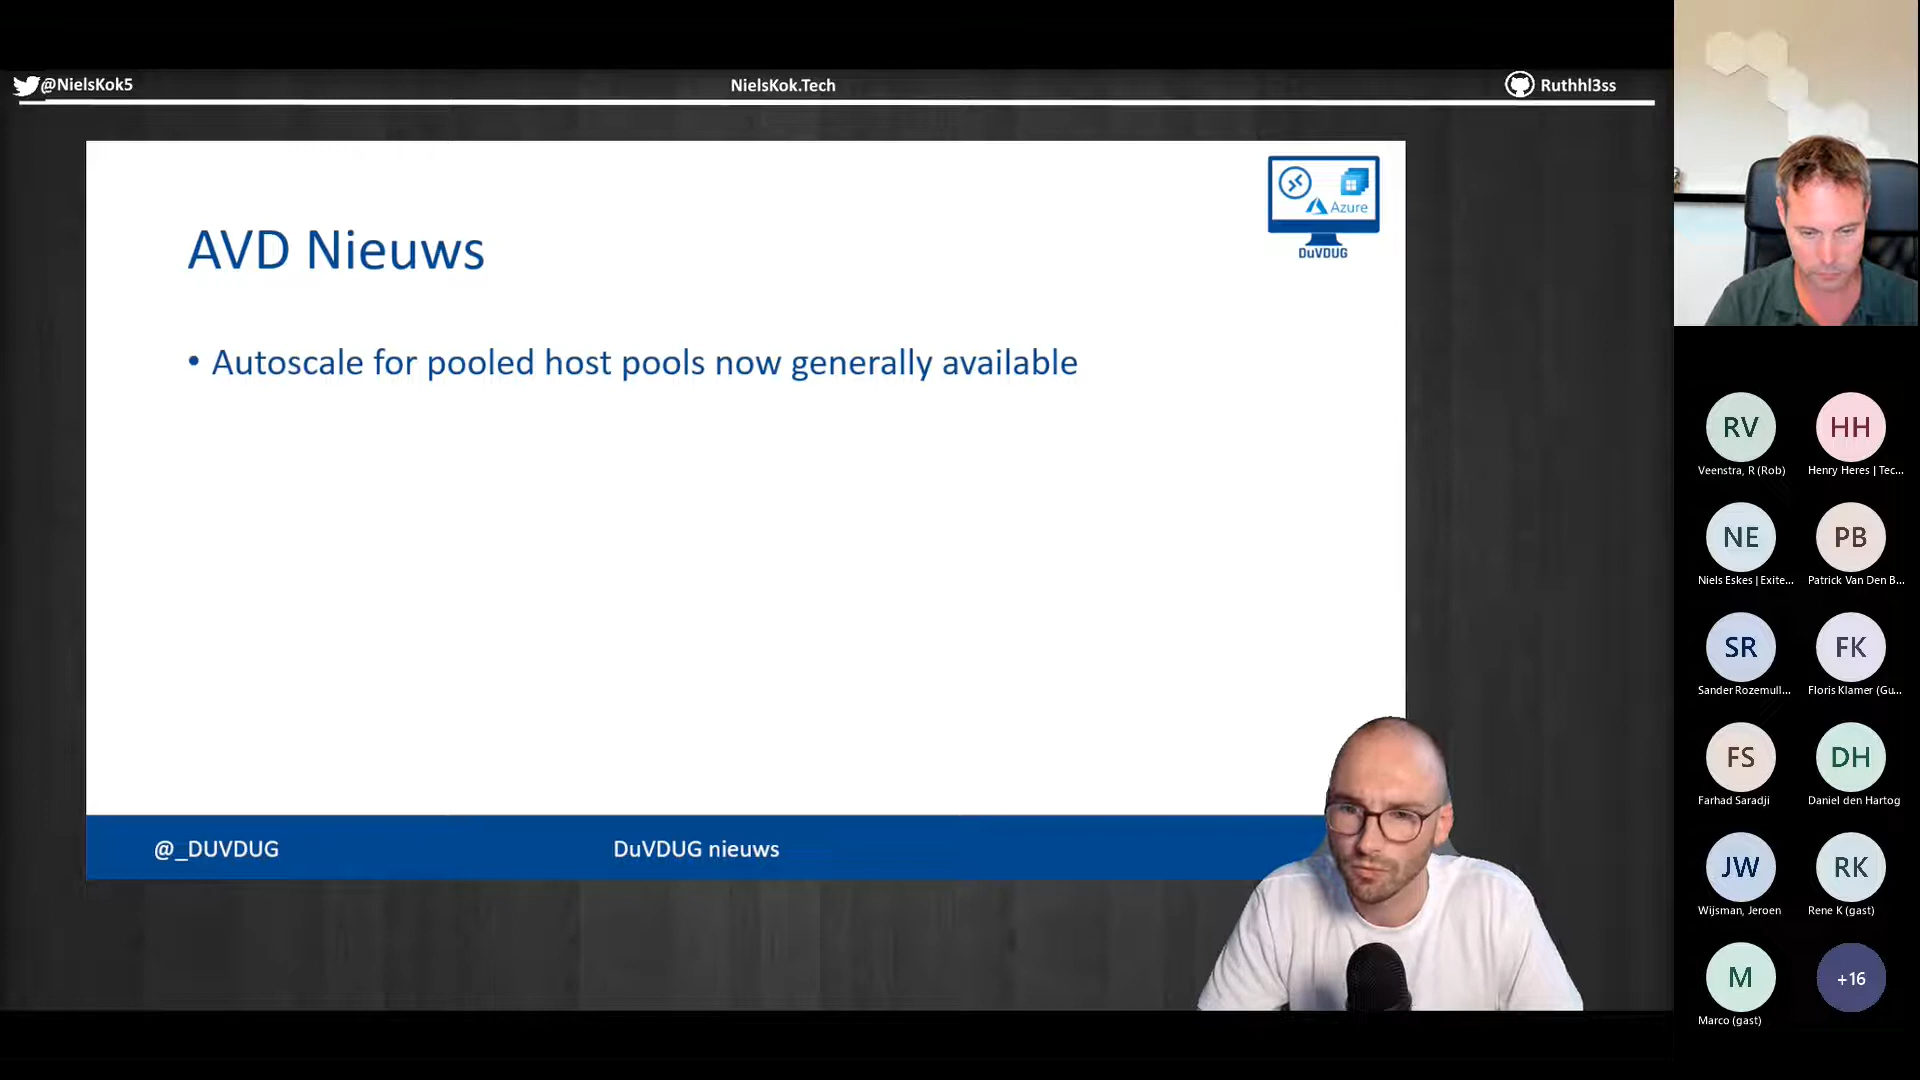 @NielsKok5
NielsKok.Tech
Ruthhl3ss
Azure
DuVDUG
AVD Nieuws
• Autoscale for pooled host pools now generally available
@_DUVDUG
DuVDUG nieuws
RV
HH
Veenstra, R (Rob)
Henry Heres | Tec...
NE
PB
Niels Eskes | Exite...
Patrick Van Den B...
SR
FK
Sander Rozemull...
Floris Klamer (Gu...
FS
DH
Farhad Saradji
Daniel den Hartog
JW
RK
Wijsman, Jeroen
Rene K (gast)
M
+16
Marco (gast)